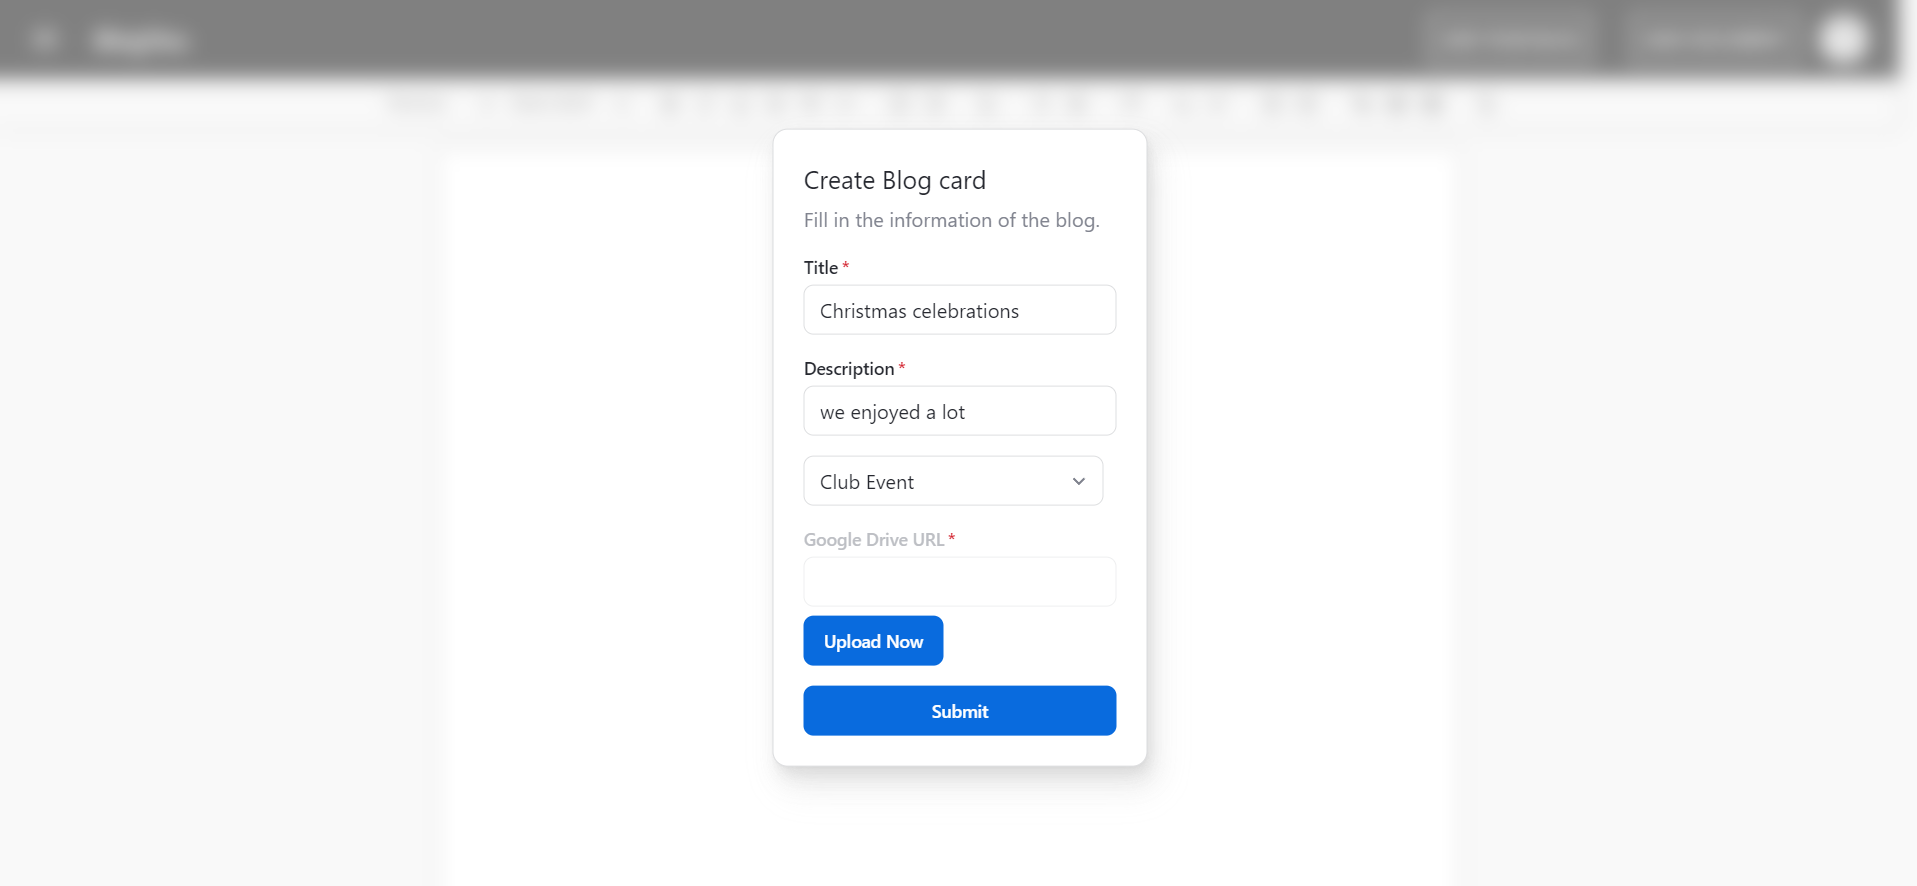 Create Blog card
Fill in the information of the blog.
Title *
Christmas celebrations
Description *
we enjoyed a lot
Club Event
Google Drive URL *
Upload Now
Submit